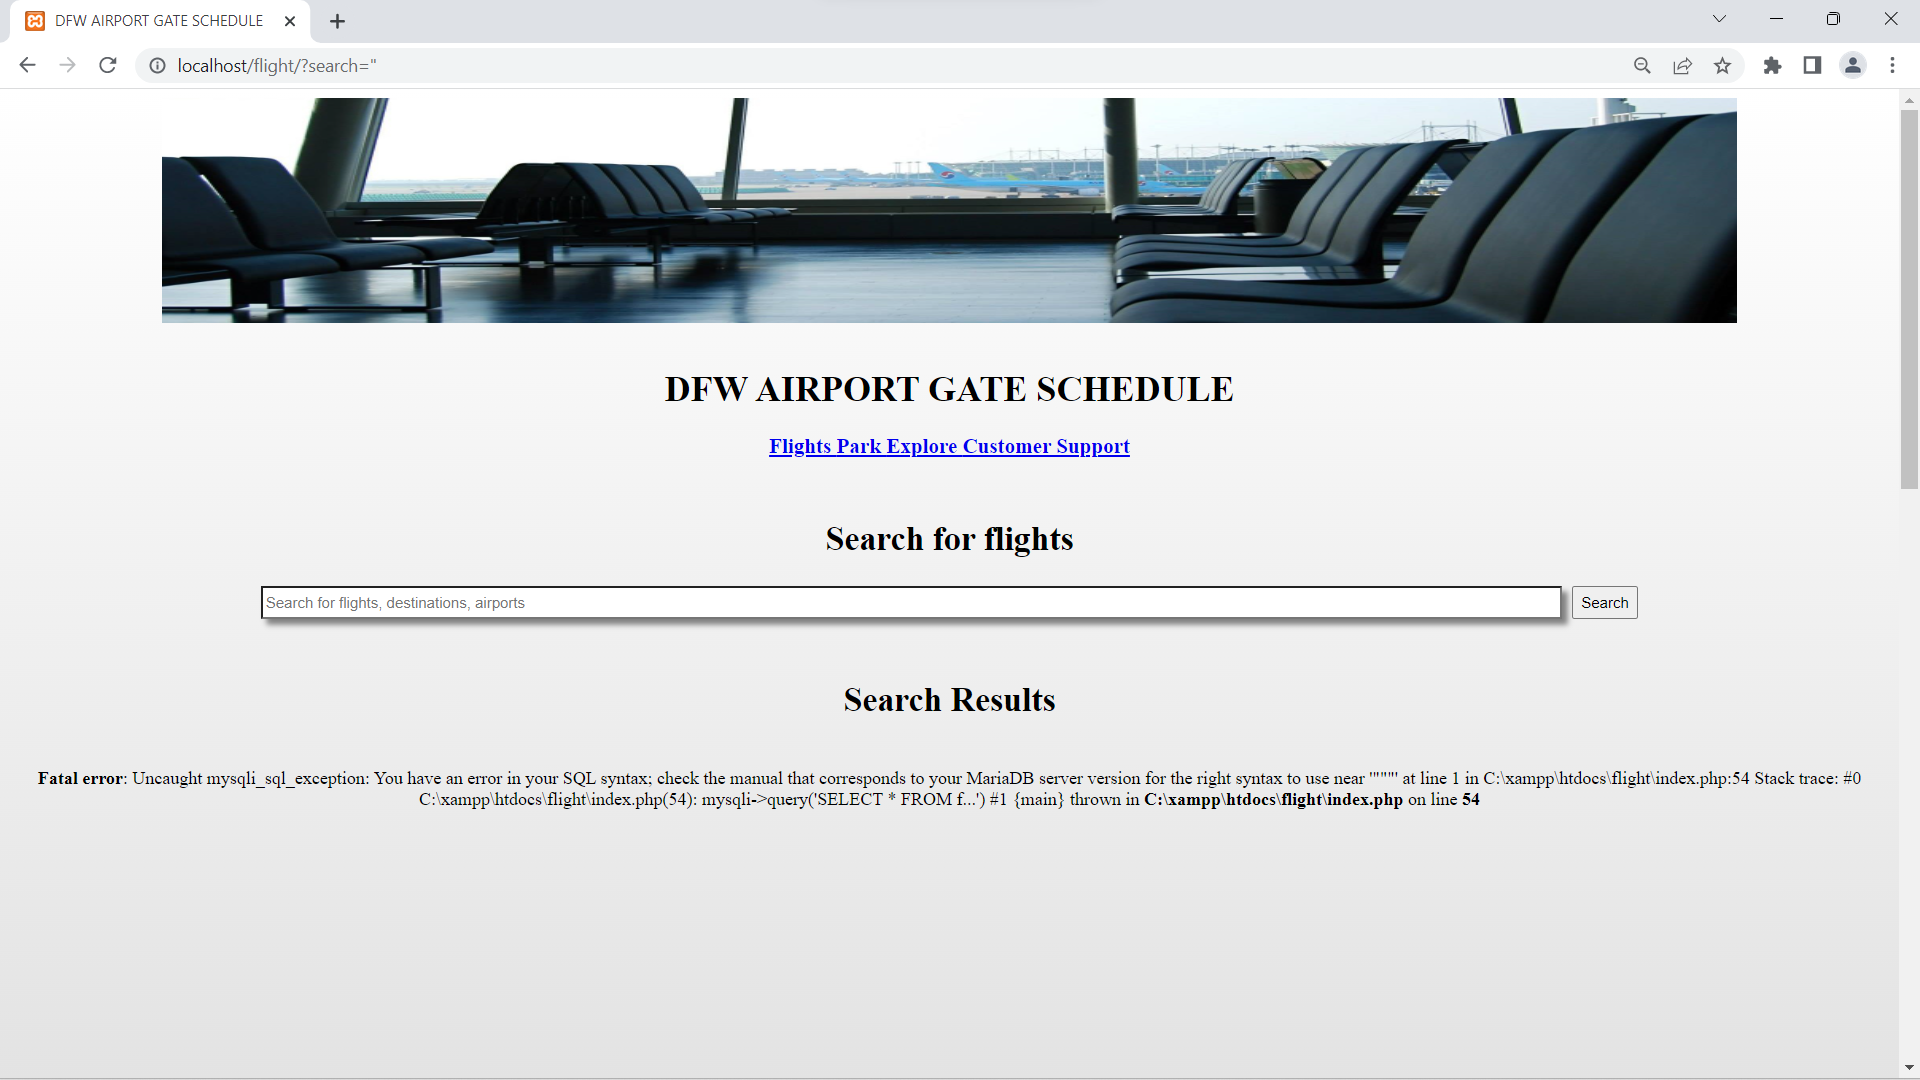 DFW AIRPORT GATE SCHEDULE
localhost/flight/?search="
DFW AIRPORT GATE SCHEDULE
Flights Park Explore Customer Support
Search for flights
Search for flights, destinations, airports
Search
Search Results
Fatal error: Uncaught mysqli_sql_exception: You have an error in your SQL syntax; check the manual that corresponds to your MariaDB server version for the right syntax to use near '"""' at line 1 in C:\xampp\htdocs\flight\index.php:54 Stack trace: #0
C:\xampp\htdocs\flight\index.php(54): mysqli->query('SELECT * FROM f...') #1 {main} thrown in C:\xampp\htdocs\flight\index.php on line 54